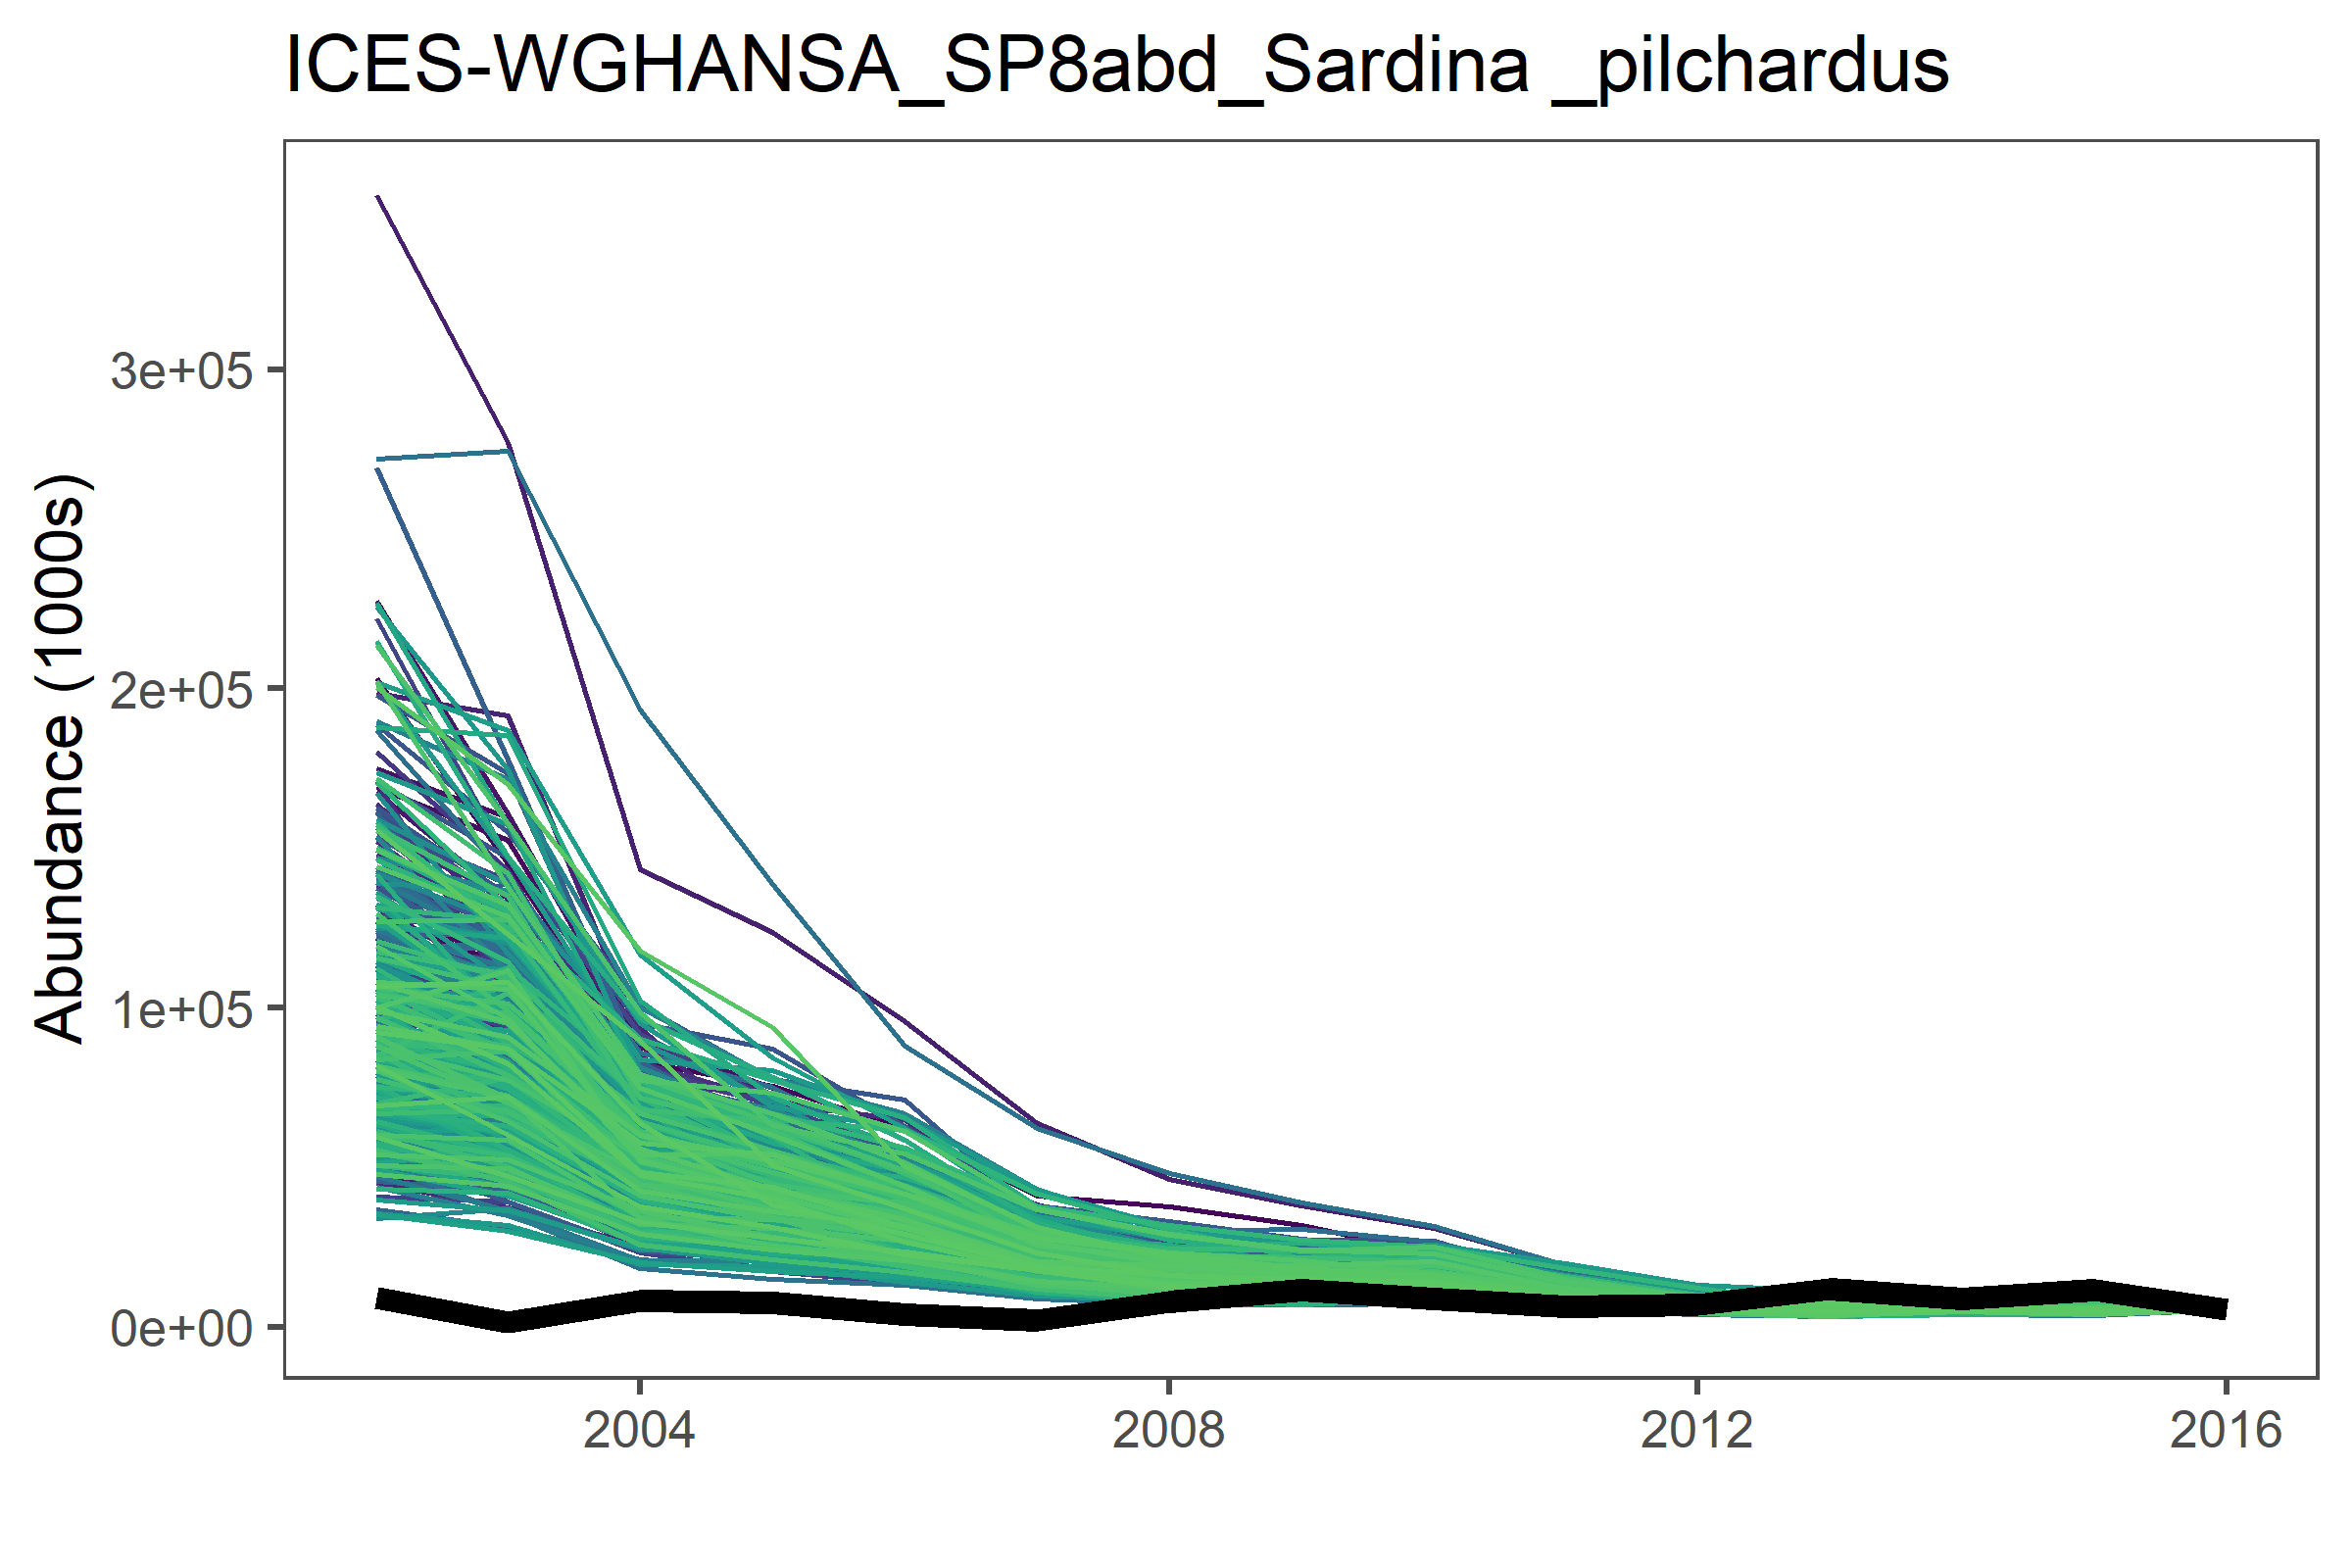 ICES-WGHANSA_SP8abd_Sardina _pilchardus
Abundance (1000s)
3e+05
2e+05
1e+05
0e+00
2004 2008 2012 2016